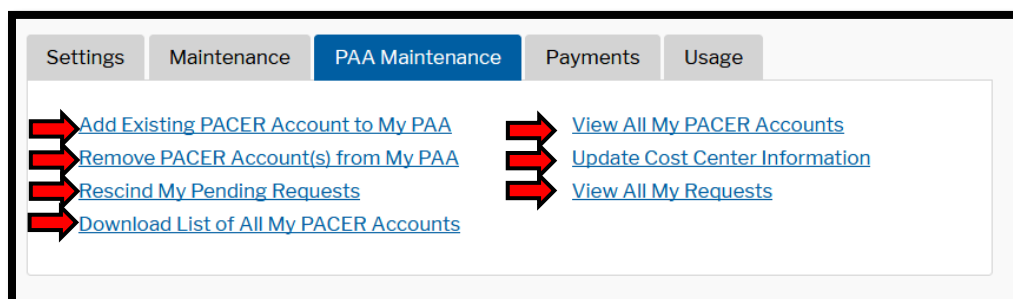 Settings Maintenance PAA Maintenance Payments Usage
Add Existing PACER Account to My PAA
Remove PACER Account(s) from My PAA
Rescind My Pending Requests
Download List of All My PACER Accounts
View All My PACER Accounts
Update Cost Center Information
View All My Requests